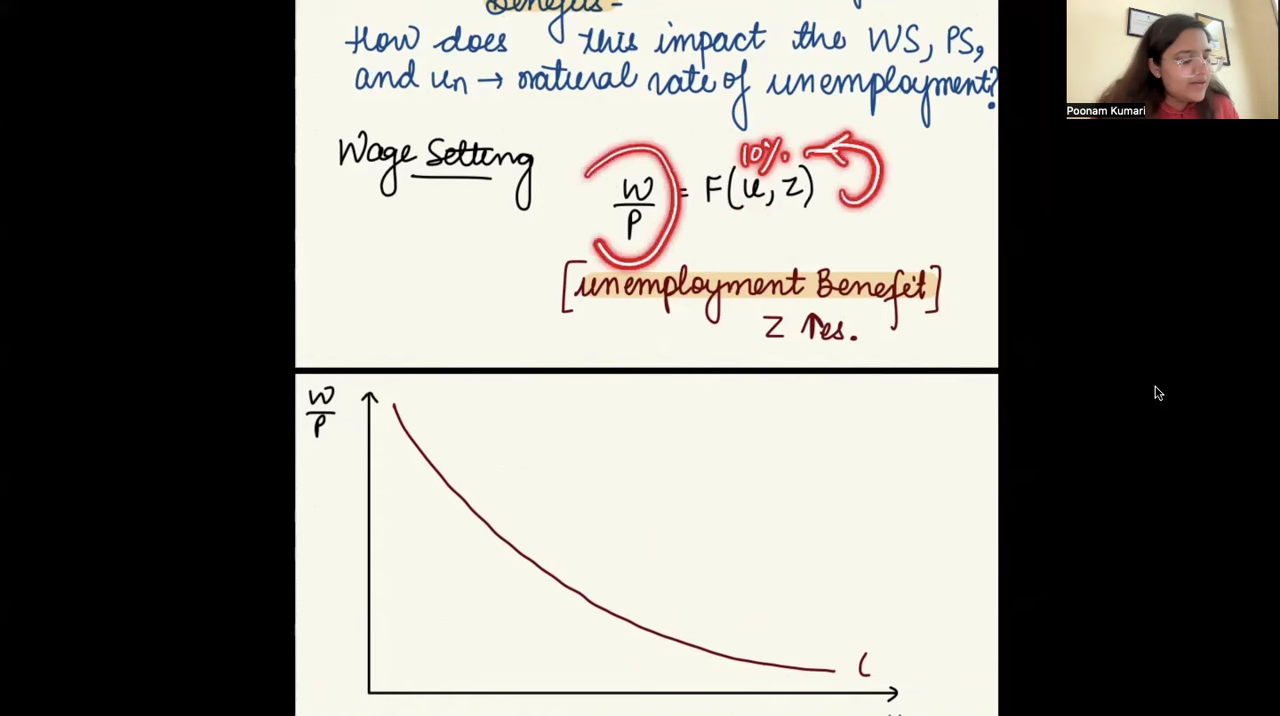 Benefits-
How does this impact the WS, PS,
and un → natural rate of unemployment?
Wage Setting
10%
W/P = F(u, Z)
[unemployment Benefit]
Z ↑es.
W/P
(
Poonam Kumari